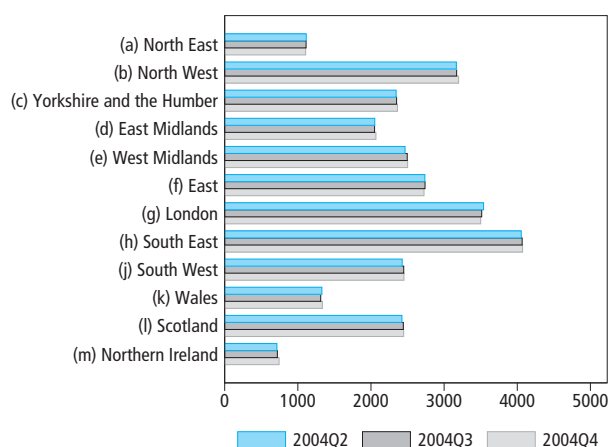 (a) North East
(b) North West
(c) Yorkshire and the Humber
(d) East Midlands
(e) West Midlands
(f) East
(g) London
(h) South East
(j) South West
(k) Wales
(l) Scotland
(m) Northern Ireland
0 1000 2000 3000 4000 5000
2004Q2 2004Q3 2004Q4